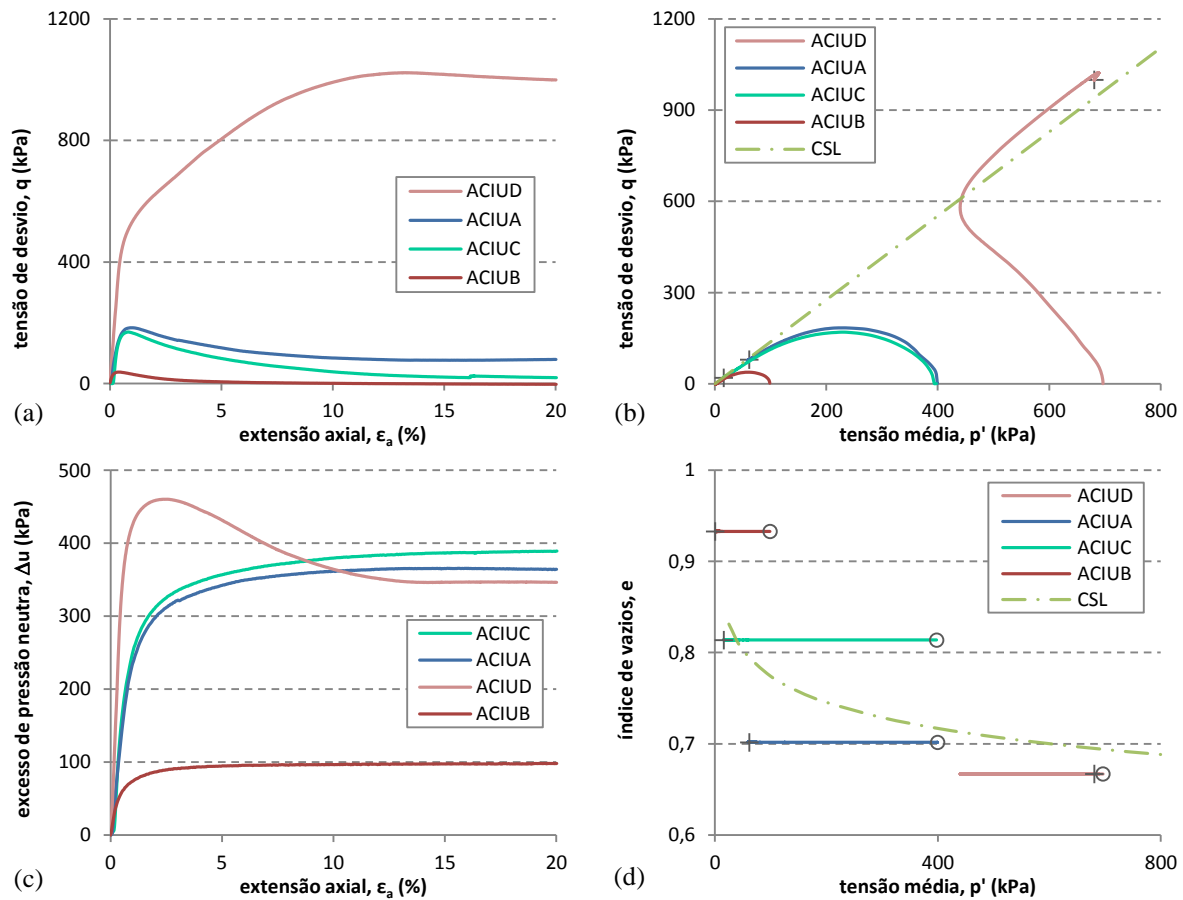 1200
800
400
0
tensão de desvio, q (kPa)
ACIUD
ACIUA
ACIUC
ACIUB
0
5
10
15
20
extensão axial, εa (%)
(a)
1200
900
600
300
0
tensão de desvio, q (kPa)
ACIUD
ACIUA
ACIUC
ACIUB
CSL
0
200
400
600
800
tensão média, p' (kPa)
(b)
500
400
300
200
100
0
excesso de pressão neutra, Δu (kPa)
ACIUC
ACIUA
ACIUD
ACIUB
0
5
10
15
20
extensão axial, εa (%)
(c)
1
0,9
0,8
0,7
0,6
índice de vazios, e
ACIUD
ACIUA
ACIUC
ACIUB
CSL
0
400
800
tensão média, p' (kPa)
(d)